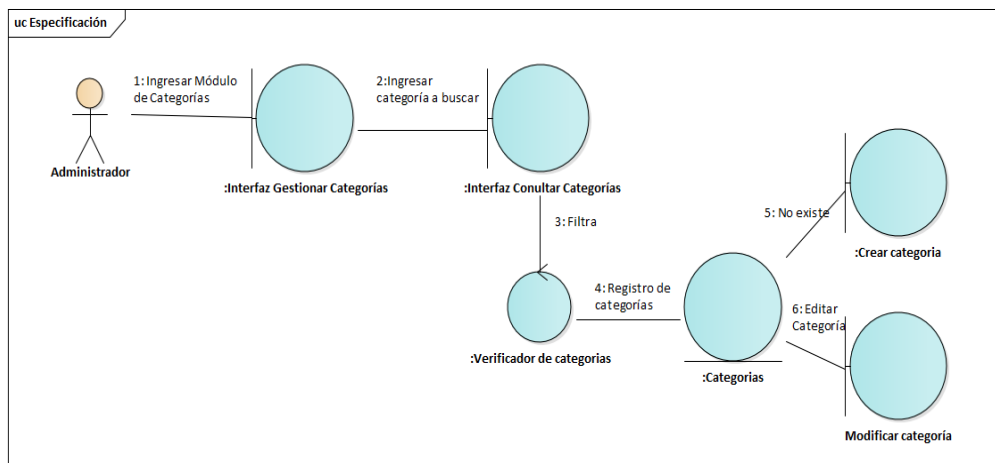 uc Especificación
1: Ingresar Módulo
de Categorías
2:Ingresar
categoría a buscar
Administrador
:Interfaz Gestionar Categorías
:Interfaz Conultar Categorías
3: Filtra
5: No existe
:Crear categoria
4: Registro de
categorías
6: Editar
Categoría
:Verificador de categorias
:Categorias
Modificar categoría